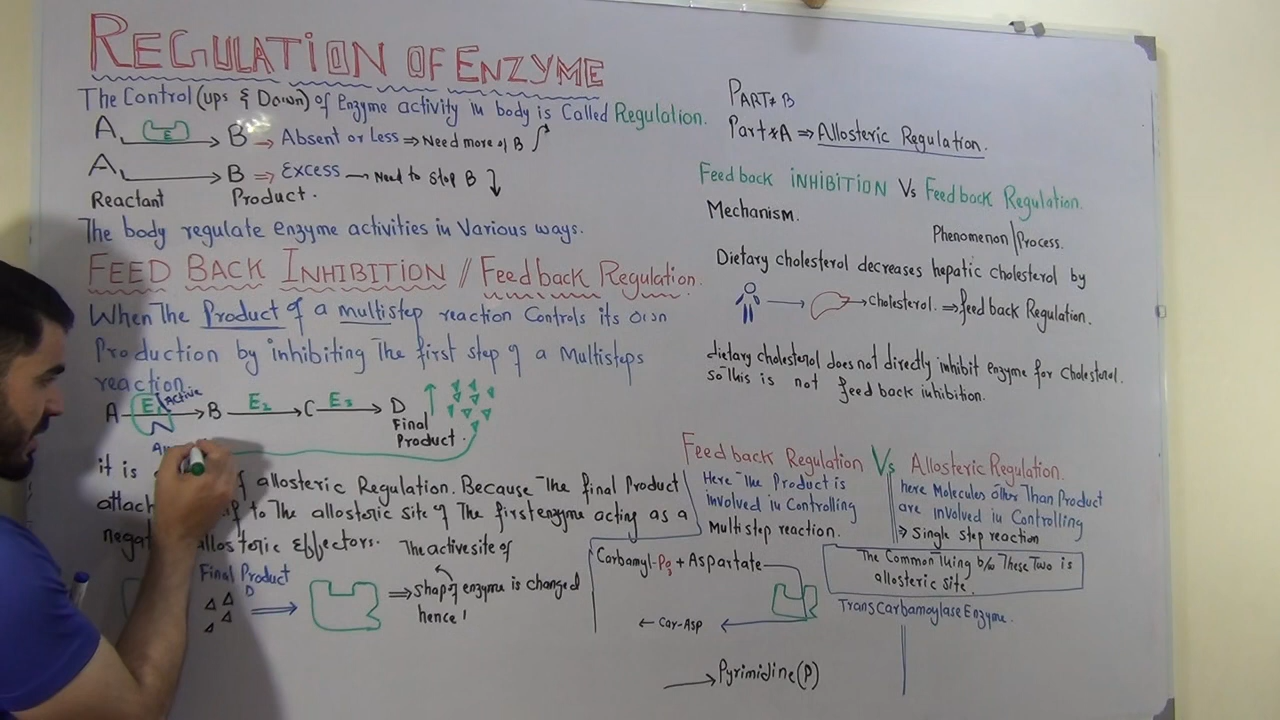 REGULATION OF ENZYME
The Control (ups & Down) of Enzyme activity in body is Called Regulation.
A E B → Absent or Less ⇒ Need more of B
A B ⇒ Excess → Need to Stop B ↓
Reactant Product.
The body regulate enzyme activities in Various ways.
FEED BACK INHIBITION // Feedback Regulation.
When The Product of a multistep reaction Controls its own
Production by inhibiting The first step of a Multisteps
reaction
Active
A → B E2 → C E3 → D ↑
Final
Product.
it is allosteric Regulation. Because The final Product
attach to The allosteric site of The first enzyme acting as a
allosteric Effectors. The active site of
Final Product
D
⇒ Shap of enzyme is changed
hence
PART* B
Part*A ⇒ Allosteric Regulation.
Feed back INHIBITION Vs Feedback Regulation.
Mechanism.
Phenomenon/Process.
Dietary cholesterol decreases hepatic cholesterol by
→ Cholesterol. ⇒ feed back Regulation.
dietary cholesterol does not directly inhibit enzyme for Cholesterol.
so This is not feed back inhibition.
Feed back Regulation Vs Allosteric Regulation.
Here The Product is
involved in Controlling
Multi step reaction.
here Molecules other Than Product
are involved in Controlling
→ Single step reaction
The Common Thing b/w These Two is
allosteric site.
Carbamyl-Po3 + Aspartate
← Car-Asp
TransCarbamoylase Enzyme.
→ Pyrimidine (P)